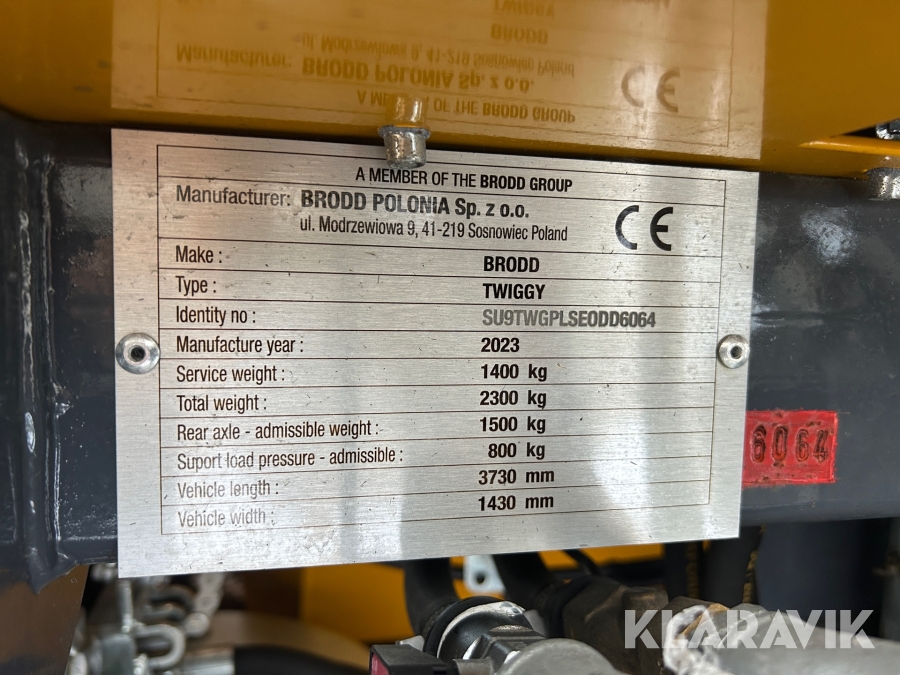 A MEMBER OF THE BRODD GROUP
Manufacturer: BRODD POLONIA Sp. z o.o.
ul. Modrzewiowa 9, 41-219 Sosnowiec Poland
CE
Make : BRODD
Type : TWIGGY
Identity no : SU9TWGPLSEODD6064
Manufacture year : 2023
Service weight : 1400 kg
Total weight : 2300 kg
Rear axle - admissible weight : 1500 kg
Suport load pressure - admissible : 800 kg
Vehicle length : 3730 mm
Vehicle width : 1430 mm
6064
KLARAVIK